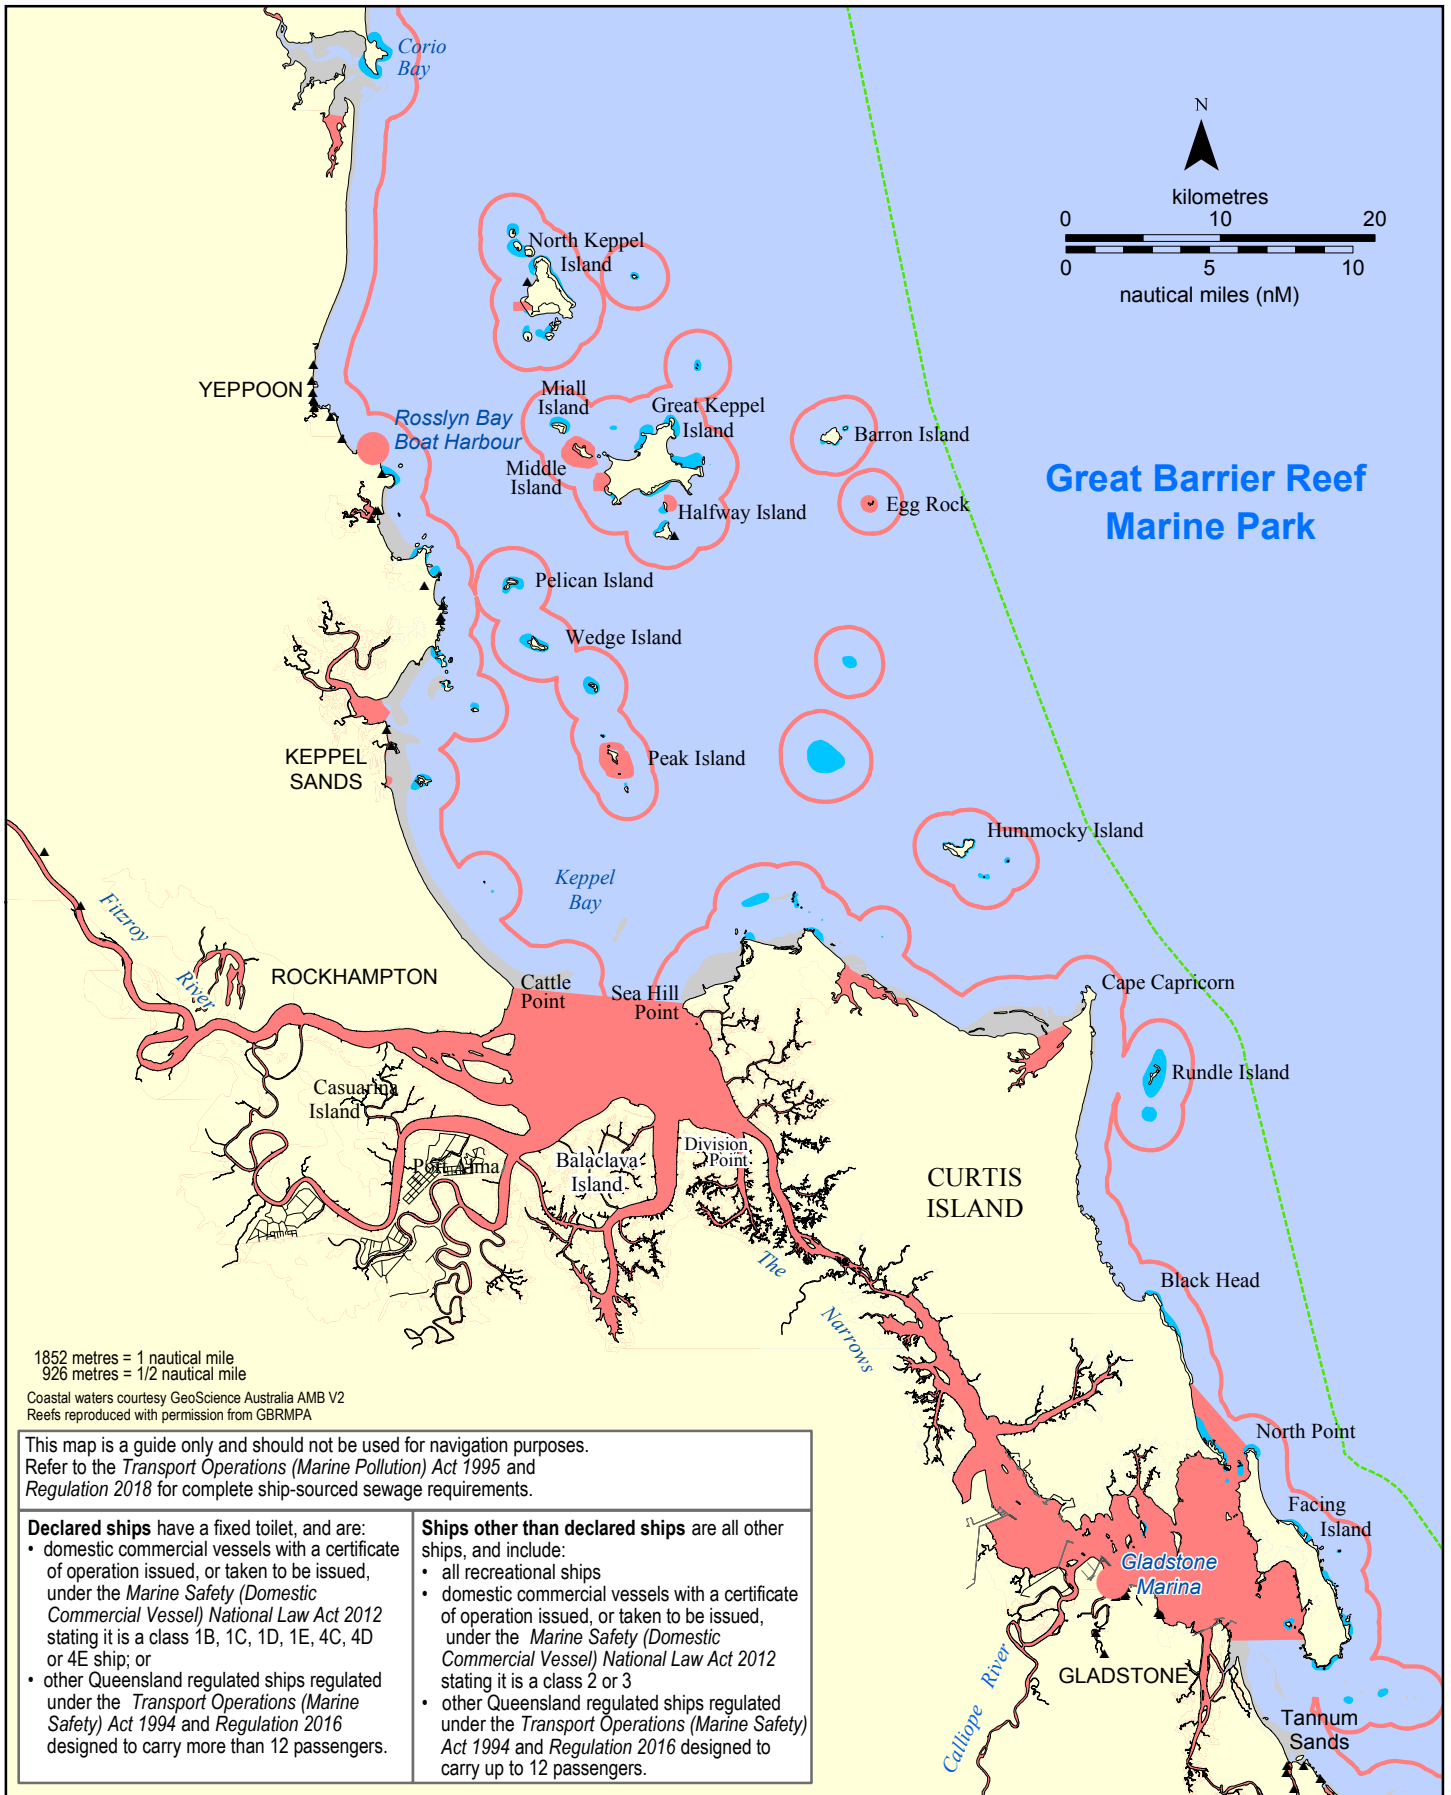 Corio
Bay
N
kilometres
0 10 20
0 5 10
nautical miles (nM)
North Keppel
Island
YEPPOON
Rosslyn Bay
Boat Harbour
Miall
Island
Great Keppel
Island
Middle
Island
Barron Island
Great Barrier Reef
Marine Park
Egg Rock
Halfway Island
Pelican Island
Wedge Island
KEPPEL
SANDS
Peak Island
Hummocky Island
Keppel
Bay
Fitzroy
River
ROCKHAMPTON
Cattle
Point
Sea Hill
Point
Cape Capricorn
Rundle Island
Casuarina
Island
Port Alma
Balaclava
Island
Division
Point
CURTIS
ISLAND
The
Narrows
Black Head
North Point
Facing
Island
Gladstone
Marina
GLADSTONE
Calliope River
Tannum
Sands
1852 metres = 1 nautical mile
926 metres = 1/2 nautical mile
Coastal waters courtesy GeoScience Australia AMB V2
Reefs reproduced with permission from GBRMPA
This map is a guide only and should not be used for navigation purposes.
Refer to the Transport Operations (Marine Pollution) Act 1995 and
Regulation 2018 for complete ship-sourced sewage requirements.
Declared ships have a fixed toilet, and are:
• domestic commercial vessels with a certificate
of operation issued, or taken to be issued,
under the Marine Safety (Domestic
Commercial Vessel) National Law Act 2012
stating it is a class 1B, 1C, 1D, 1E, 4C, 4D
or 4E ship; or
• other Queensland regulated ships regulated
under the Transport Operations (Marine
Safety) Act 1994 and Regulation 2016
designed to carry more than 12 passengers.
Ships other than declared ships are all other
ships, and include:
• all recreational ships
• domestic commercial vessels with a certificate
of operation issued, or taken to be issued,
under the Marine Safety (Domestic
Commercial Vessel) National Law Act 2012
stating it is a class 2 or 3
• other Queensland regulated ships regulated
under the Transport Operations (Marine Safety)
Act 1994 and Regulation 2016 designed to
carry up to 12 passengers.